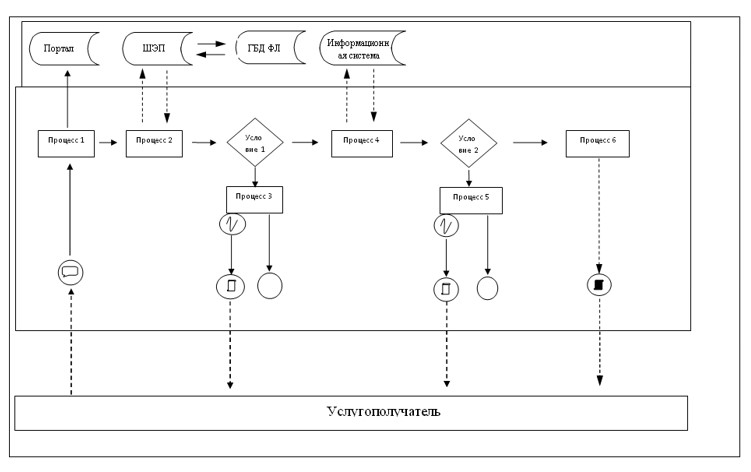 Портал
ШЭП
ГБД ФЛ
Информационн
ая система
Процесс 1
Процесс 2
Усло
вие 1
Процесс 4
Усло
вие 2
Процесс 6
Процесс 3
Процесс 5
Услугополучатель